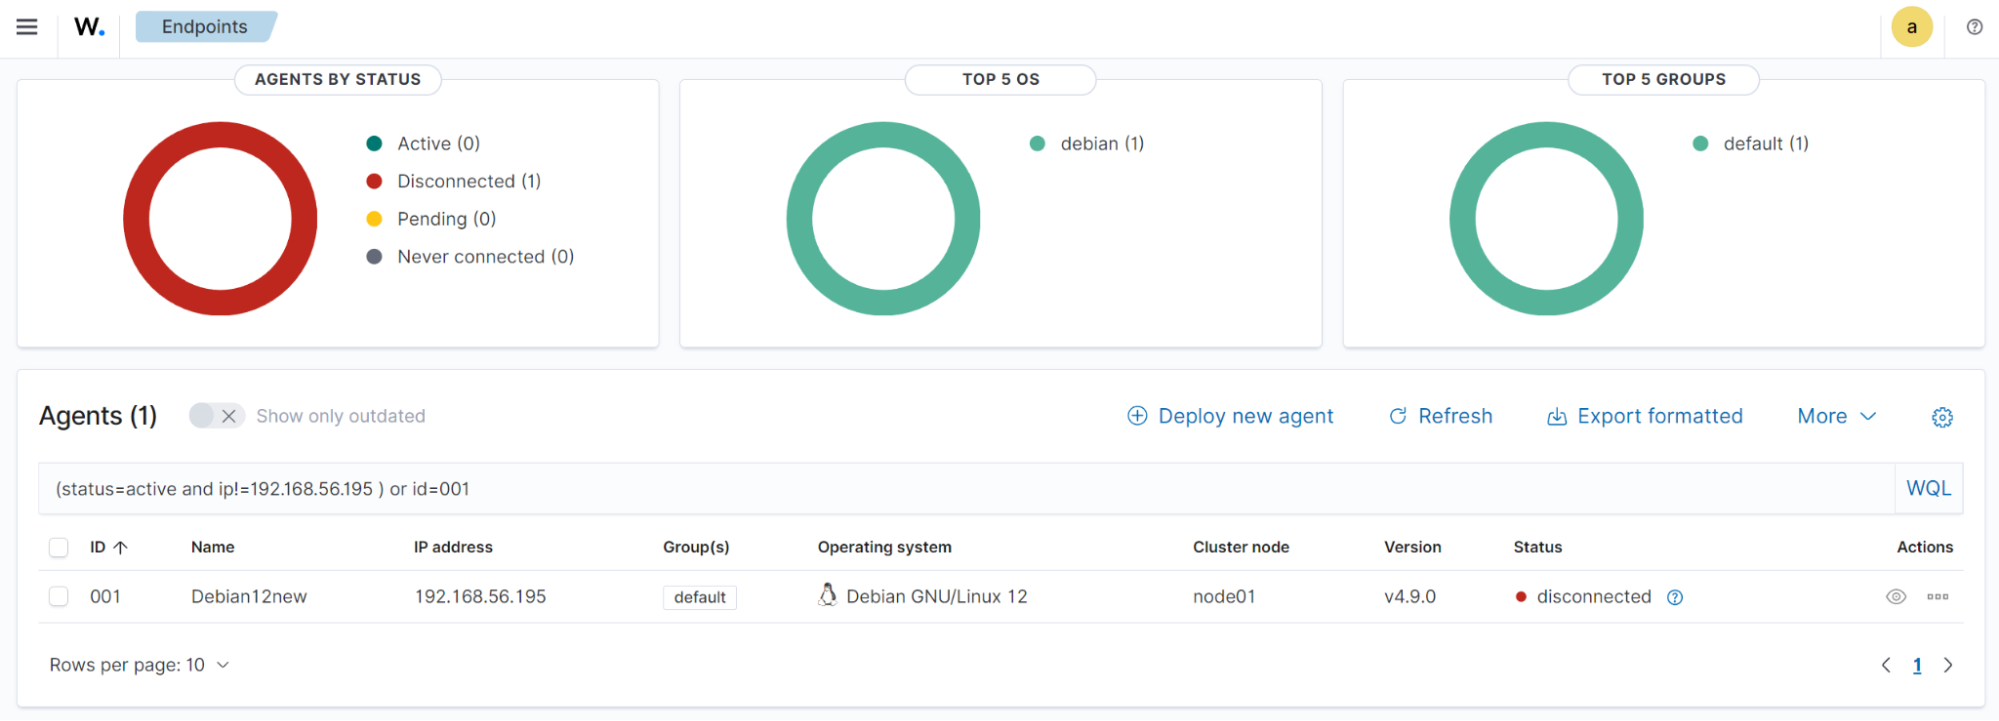 W. Endpoints a
AGENTS BY STATUS
Active (0)
Disconnected (1)
Pending (0)
Never connected (0)
TOP 5 OS
debian (1)
TOP 5 GROUPS
default (1)
Agents (1) Show only outdated Deploy new agent Refresh Export formatted More
(status=active and ip!=192.168.56.195 ) or id=001 WQL
ID Name IP address Group(s) Operating system Cluster node Version Status Actions
001 Debian12new 192.168.56.195 default Debian GNU/Linux 12 node01 v4.9.0 disconnected
Rows per page: 10 1